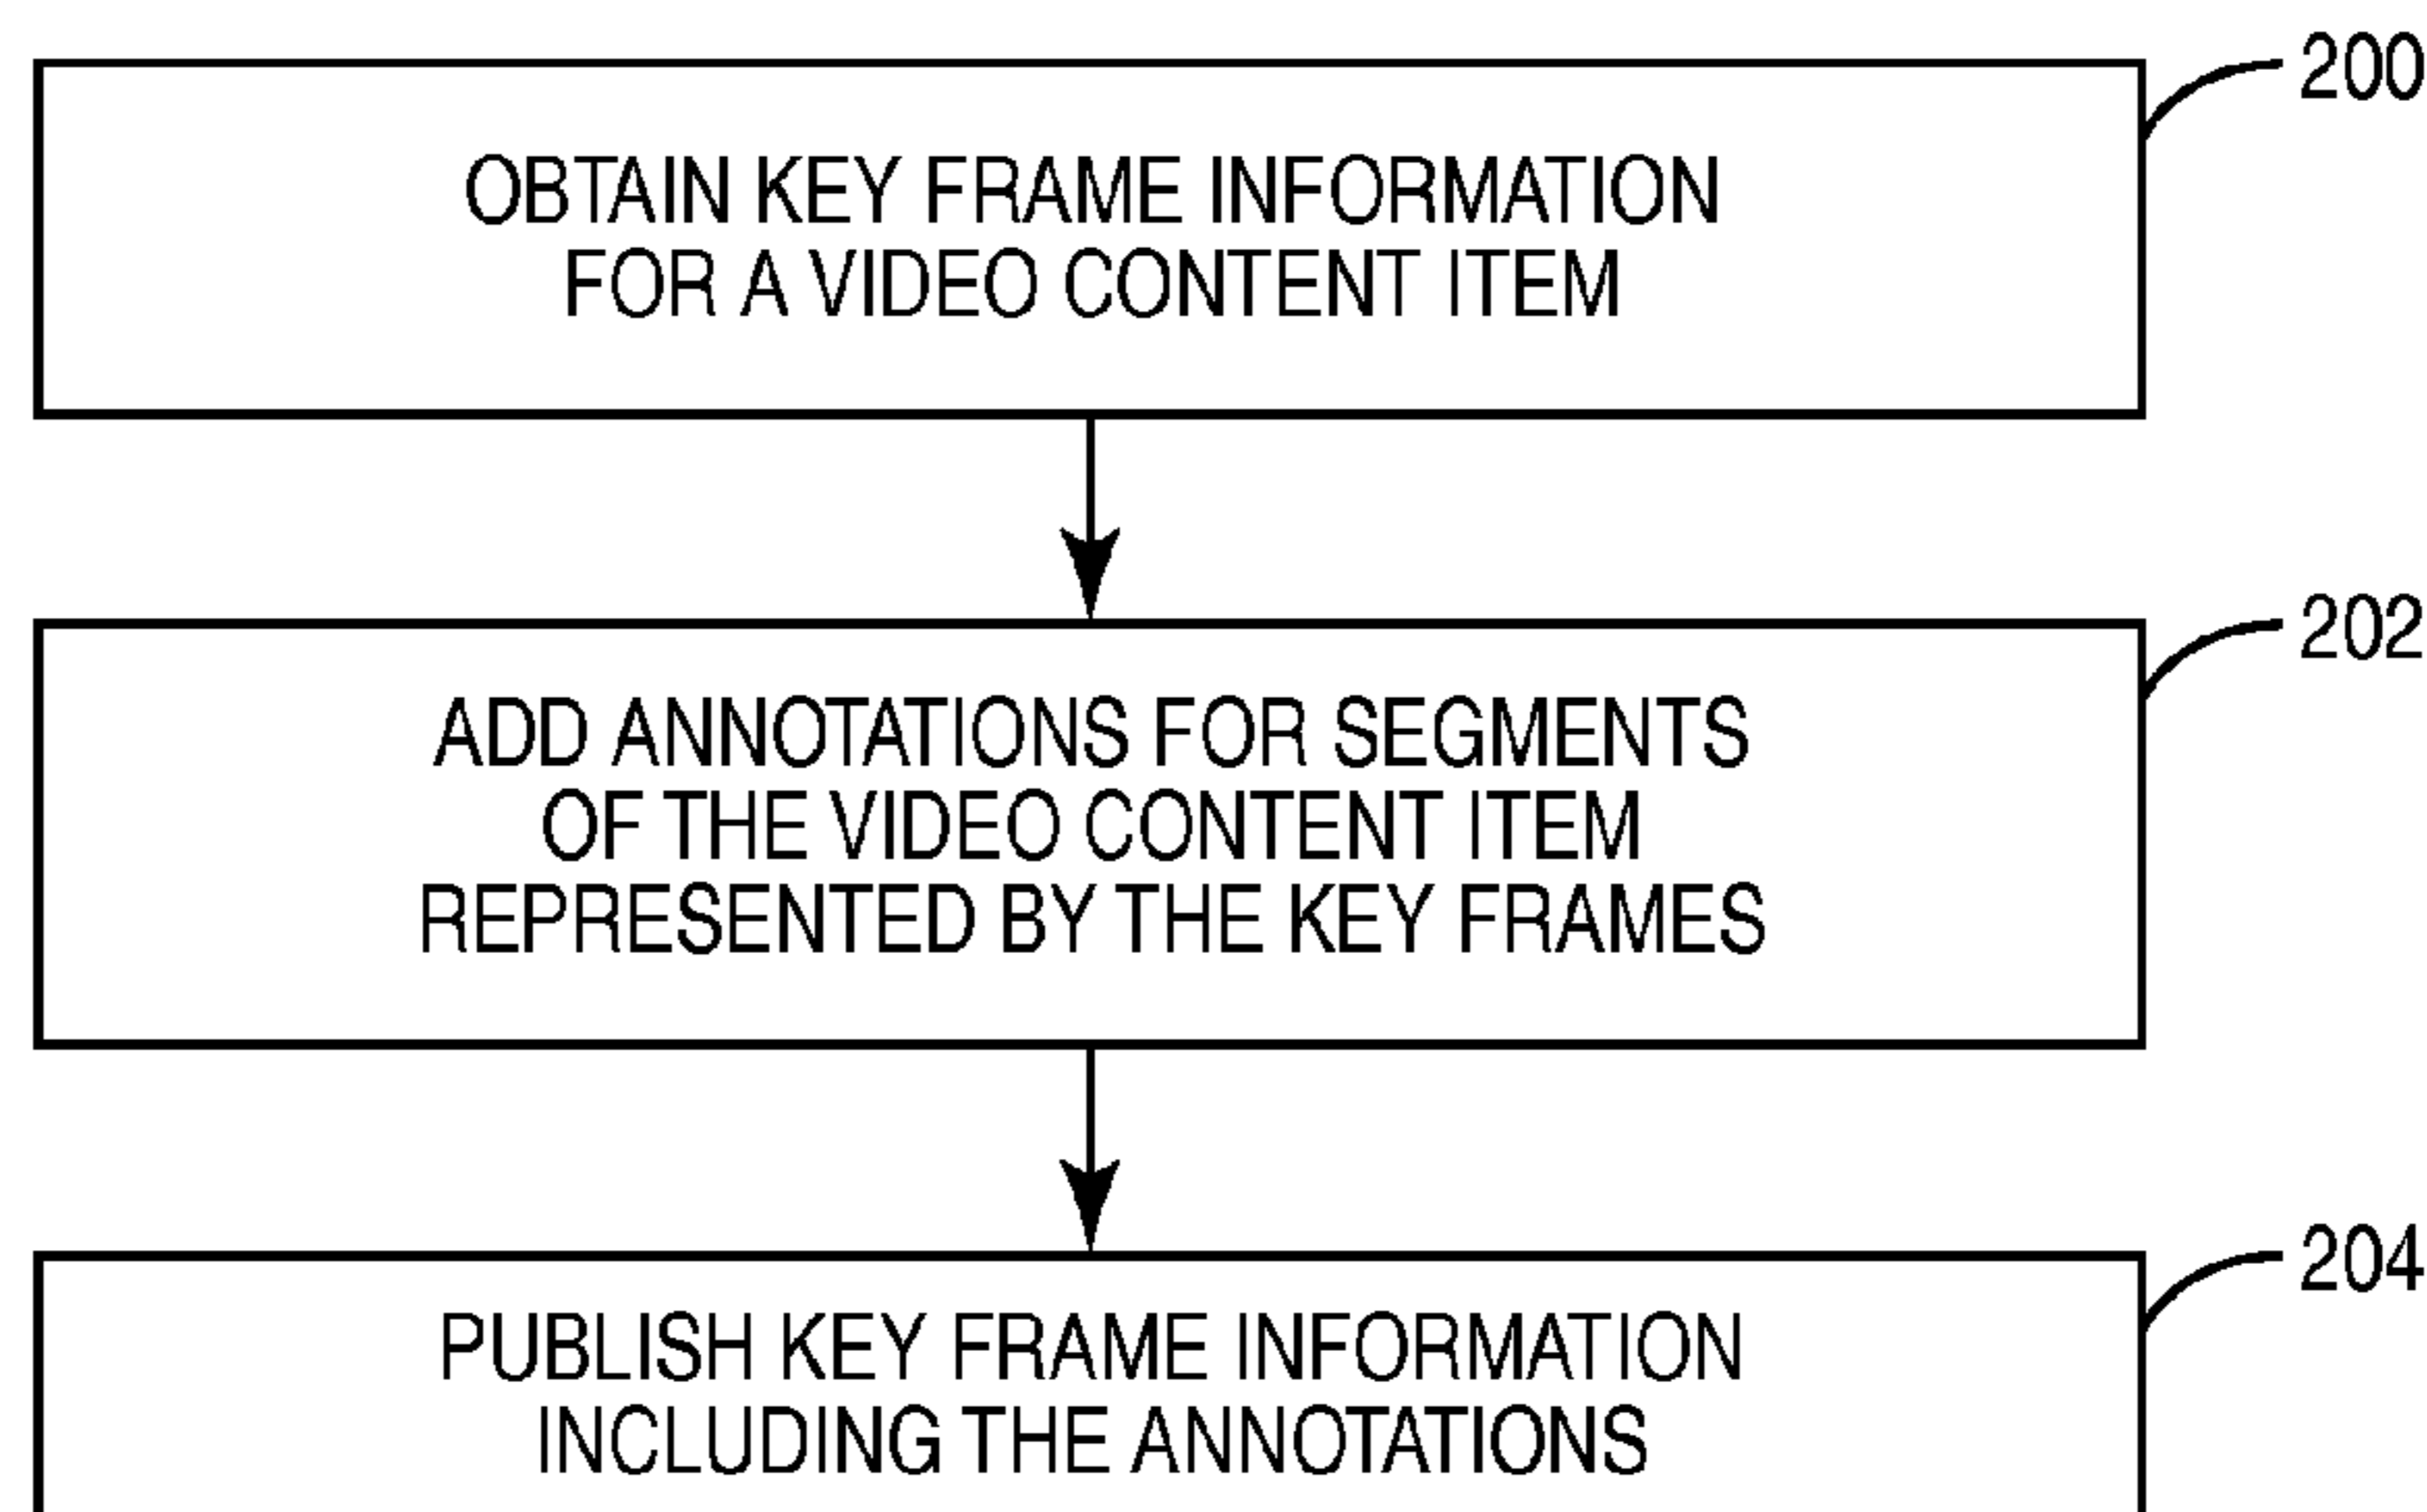 200
OBTAIN KEY FRAME INFORMATION
FOR A VIDEO CONTENT ITEM
202
ADD ANNOTATIONS FOR SEGMENTS
OF THE VIDEO CONTENT ITEM
REPRESENTED BY THE KEY FRAMES
204
PUBLISH KEY FRAME INFORMATION
INCLUDING THE ANNOTATIONS